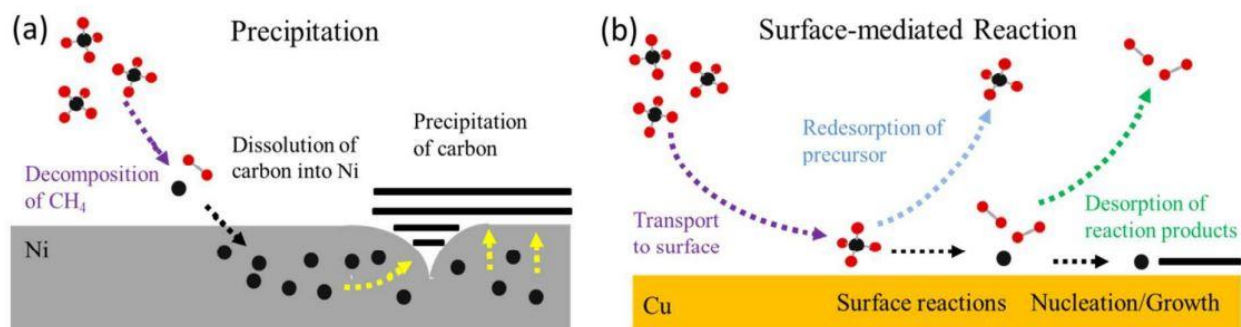 (a)
Precipitation
Decomposition
of CH₄
Dissolution of
carbon into Ni
Precipitation
of carbon
Ni
(b)
Surface-mediated Reaction
Redesorption of
precursor
Transport
to surface
Desorption of
reaction products
Cu
Surface reactions
Nucleation/Growth